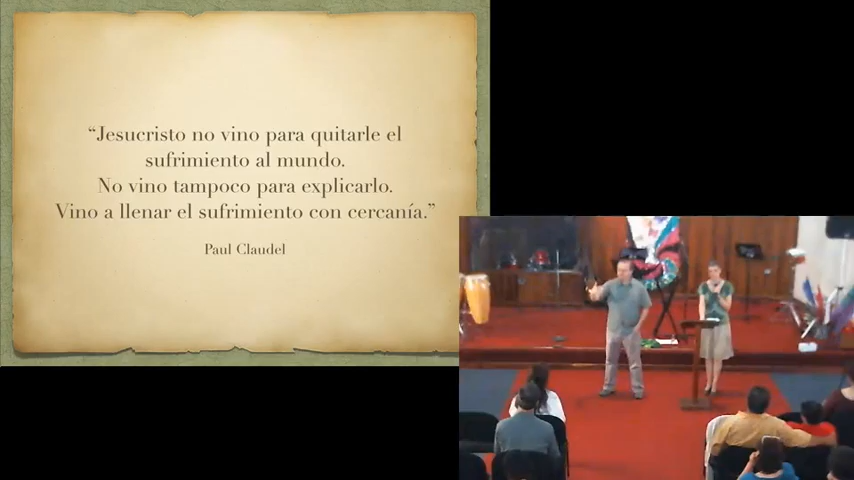 “Jesucristo no vino para quitarle el
sufrimiento al mundo.
No vino tampoco para explicarlo.
Vino a llenar el sufrimiento con cercanía.”
Paul Claudel